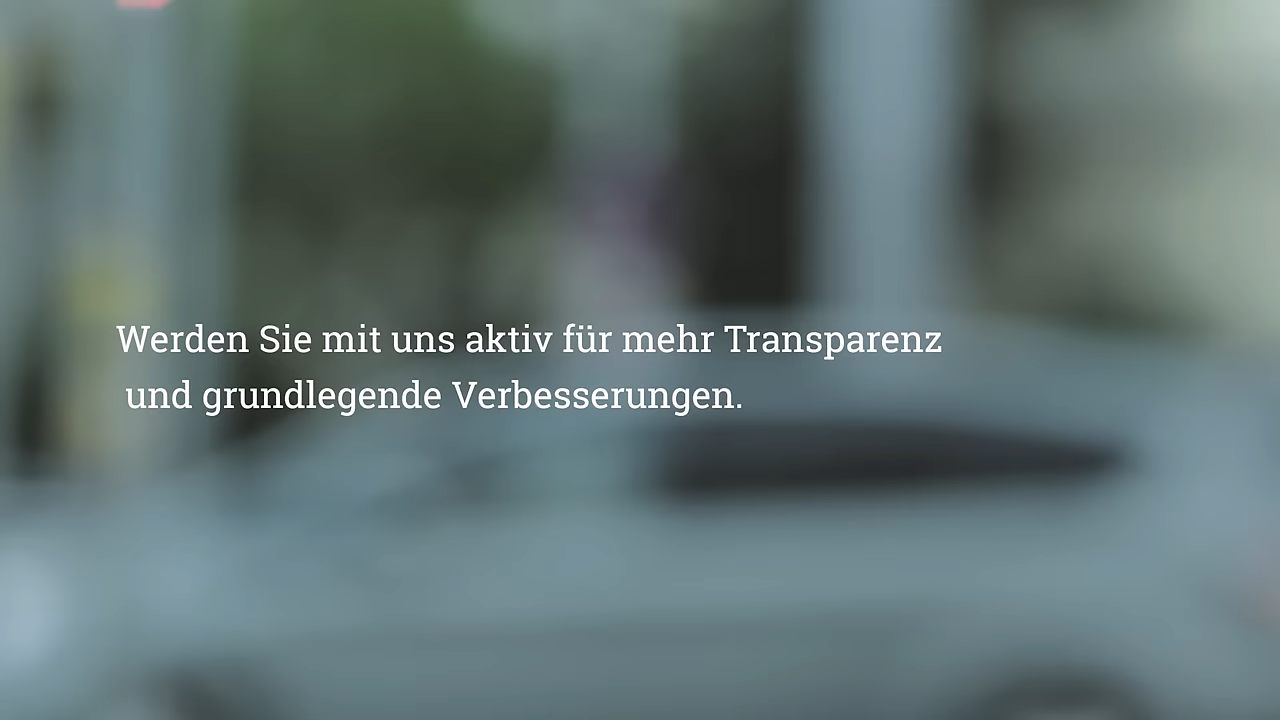 Werden Sie mit uns aktiv für mehr Transparenz
und grundlegende Verbesserungen.